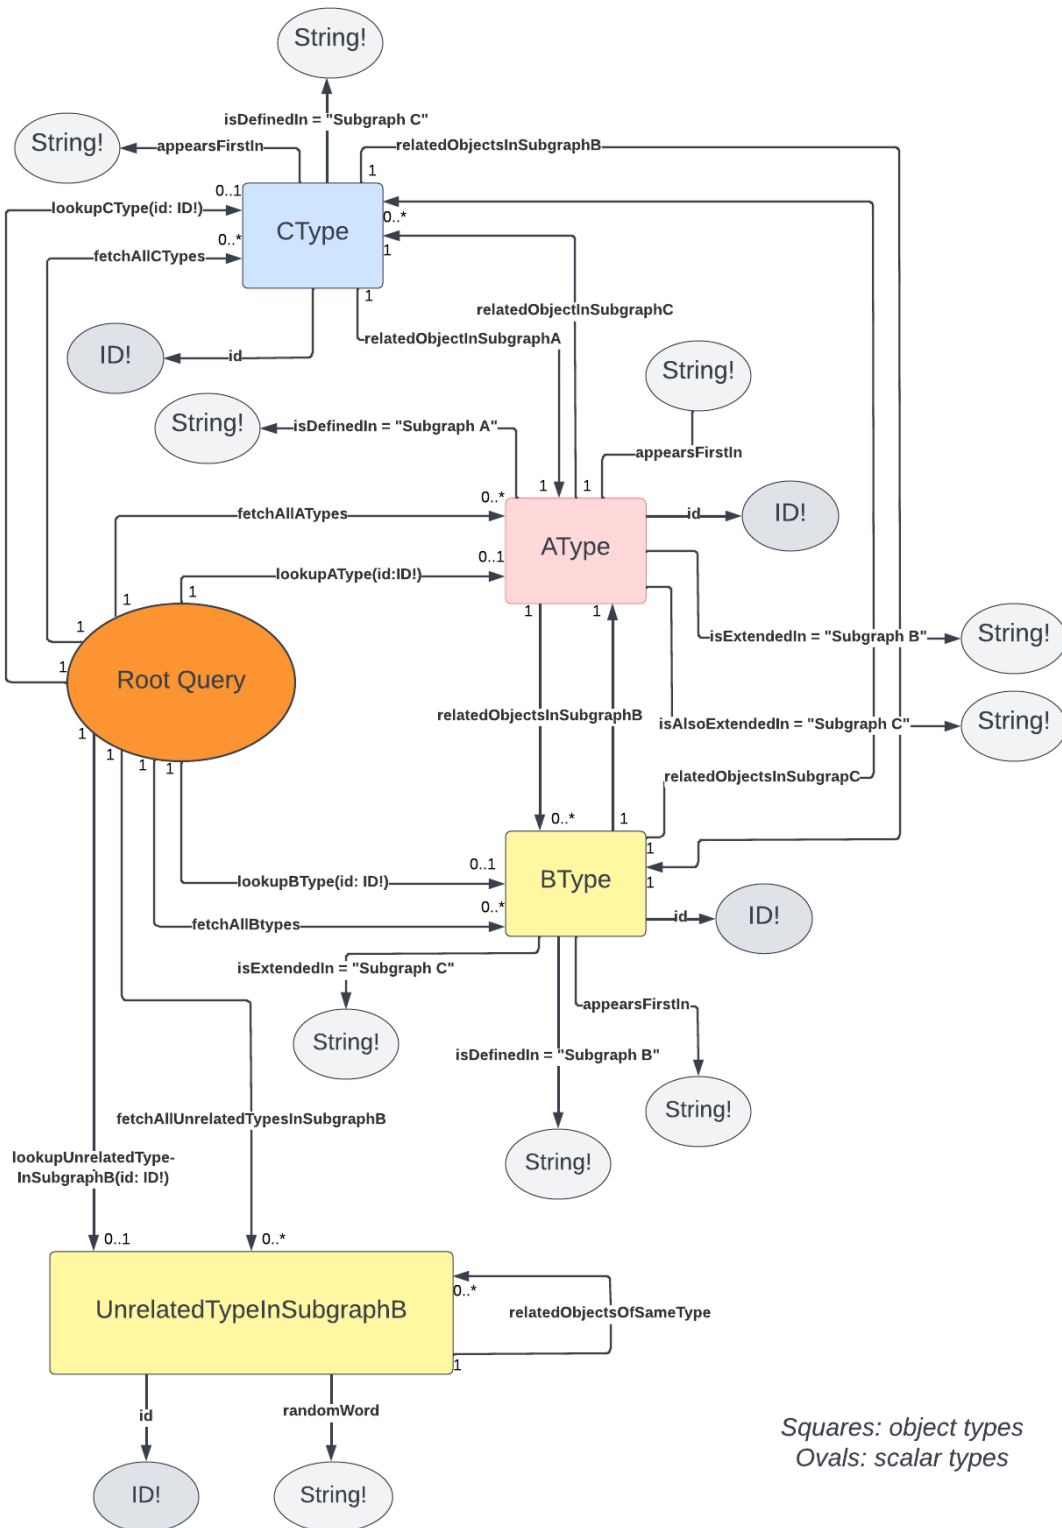 String!
isDefinedIn = "Subgraph C"
String!
appearsFirstIn
relatedObjectsInSubgraphB
1
0..1
lookupCType(id: ID!)
0..*
CType
0..*
fetchAllCTypes
1
1
relatedObjectInSubgraphC
relatedObjectInSubgraphA
ID!
id
String!
String!
isDefinedIn = "Subgraph A"
appearsFirstIn
1
1
0..*
fetchAllATypes
id
ID!
AType
0..1
lookupAType(id:ID!)
1
1
1
1
1
isExtendedIn = "Subgraph B"
String!
1
Root Query
relatedObjectsInSubgraphB
isAlsoExtendedIn = "Subgraph C"
String!
1
1
1
1
relatedObjectsInSubgrapC
0..*
1
1
0..1
BType
lookupBType(id: ID!)
1
0..*
id
ID!
fetchAllBtypes
isExtendedIn = "Subgraph C"
appearsFirstIn
String!
isDefinedIn = "Subgraph B"
String!
fetchAllUnrelatedTypesInSubgraphB
lookupUnrelatedType-
InSubgraphB(id: ID!)
String!
0..1
0..*
UnrelatedTypeInSubgraphB
0..*
relatedObjectsOfSameType
1
id
randomWord
ID!
String!
Squares: object types
Ovals: scalar types